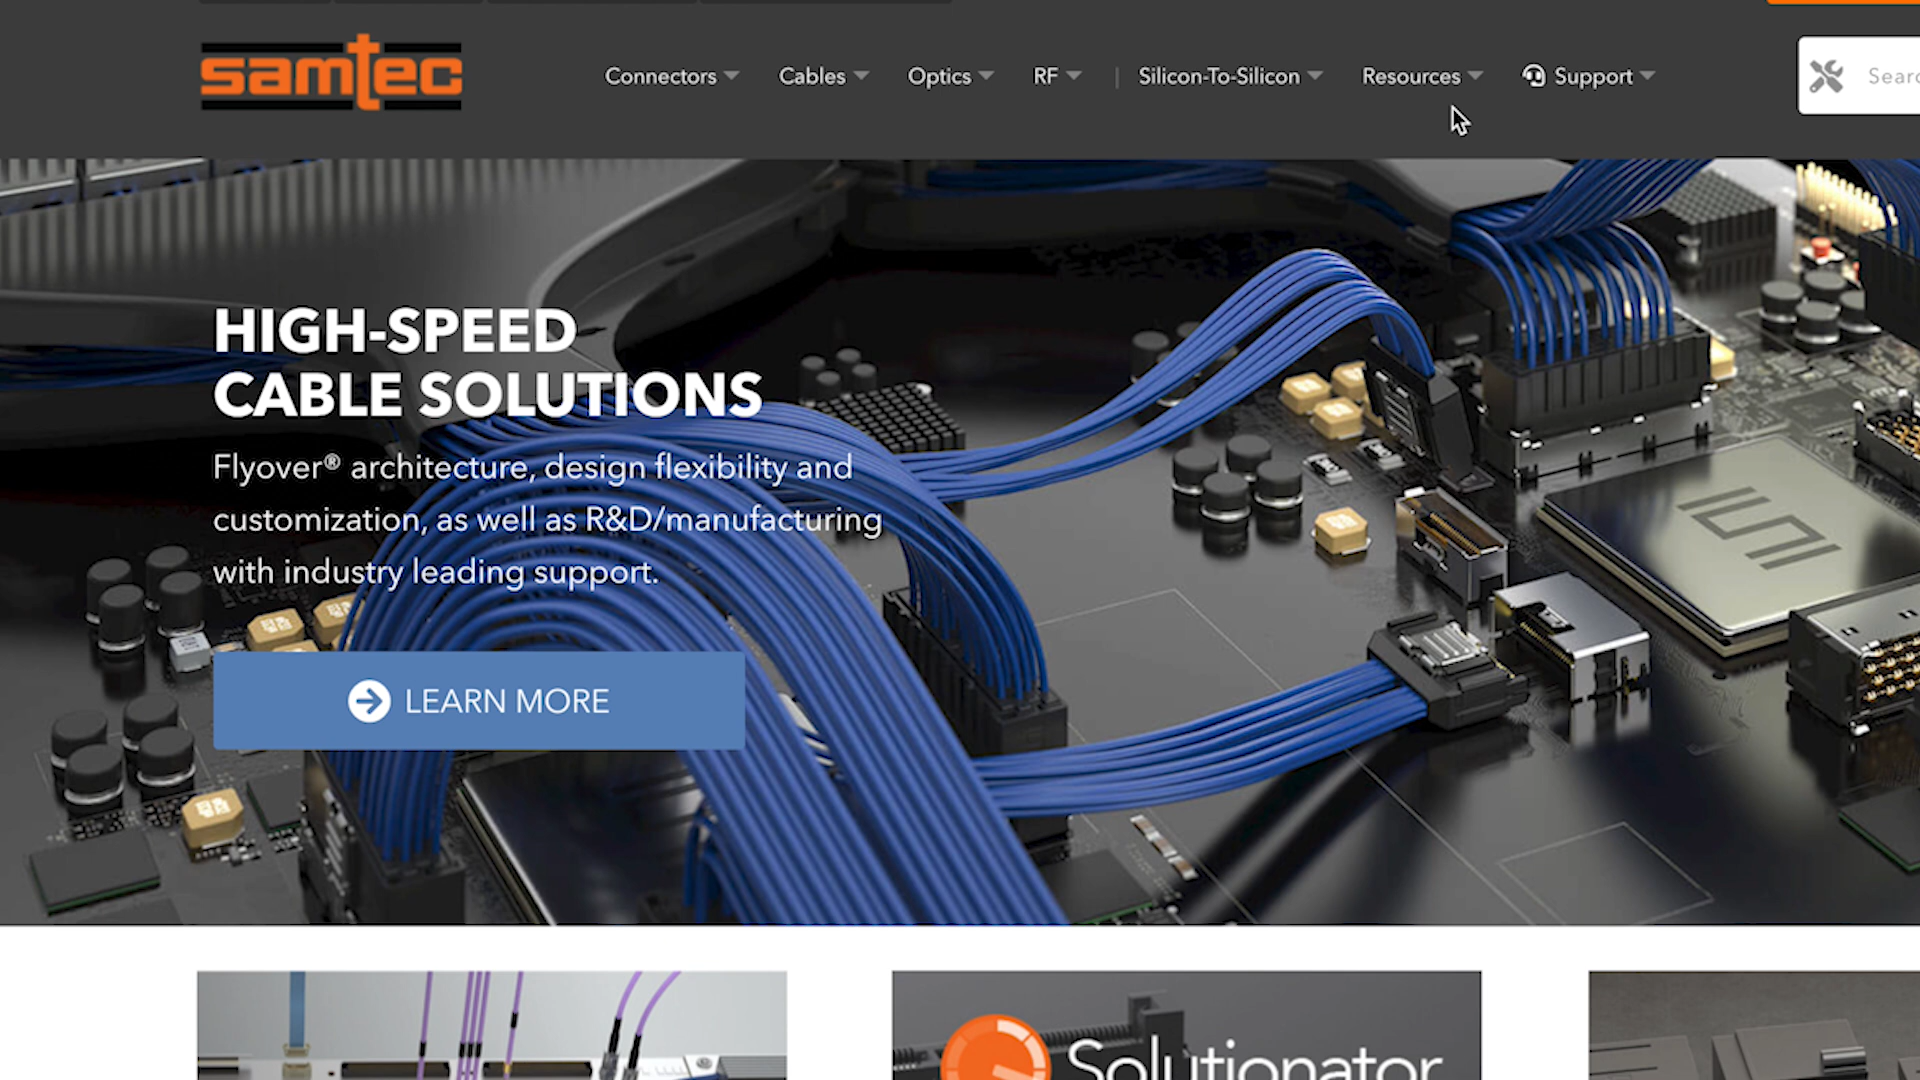 samtec
Connectors Cables Optics RF | Silicon-To-Silicon Resources Support
Searc
HIGH-SPEED
CABLE SOLUTIONS
Flyover® architecture, design flexibility and
customization, as well as R&D/manufacturing
with industry leading support.
LEARN MORE
Solutionator